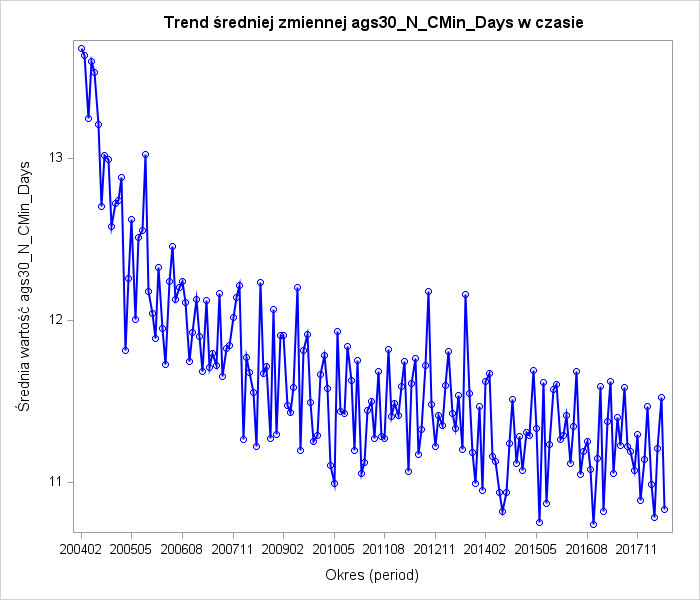 Trend średniej zmiennej ags30_N_CMin_Days w czasie
Średnia wartość ags30_N_CMin_Days
13
12
11
200402 200505 200608 200711 200902 201005 201108 201211 201402 201505 201608 201711
Okres (period)